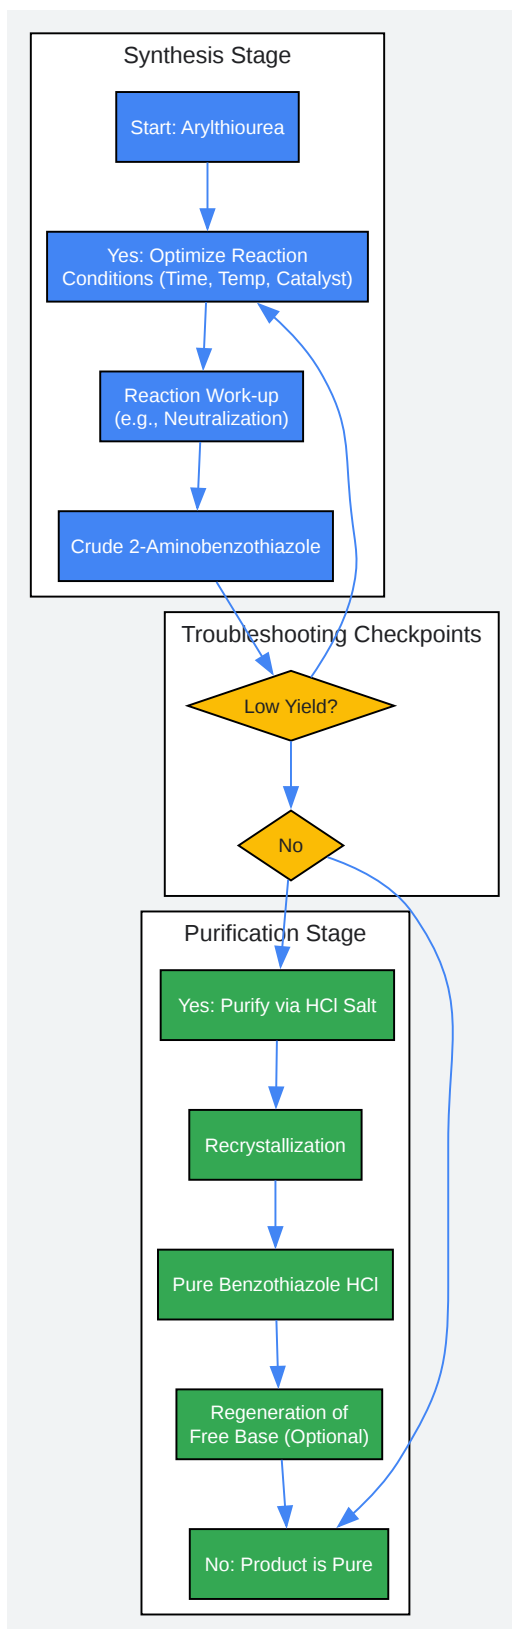 Synthesis Stage
Start: Arylthiourea
Yes: Optimize Reaction
Conditions (Time, Temp, Catalyst)
Reaction Work-up
(e.g., Neutralization)
Crude 2-Aminobenzothiazole
Troubleshooting Checkpoints
Low Yield?
No
Purification Stage
Yes: Purify via HCl Salt
Recrystallization
Pure Benzothiazole HCl
Regeneration of
Free Base (Optional)
No: Product is Pure